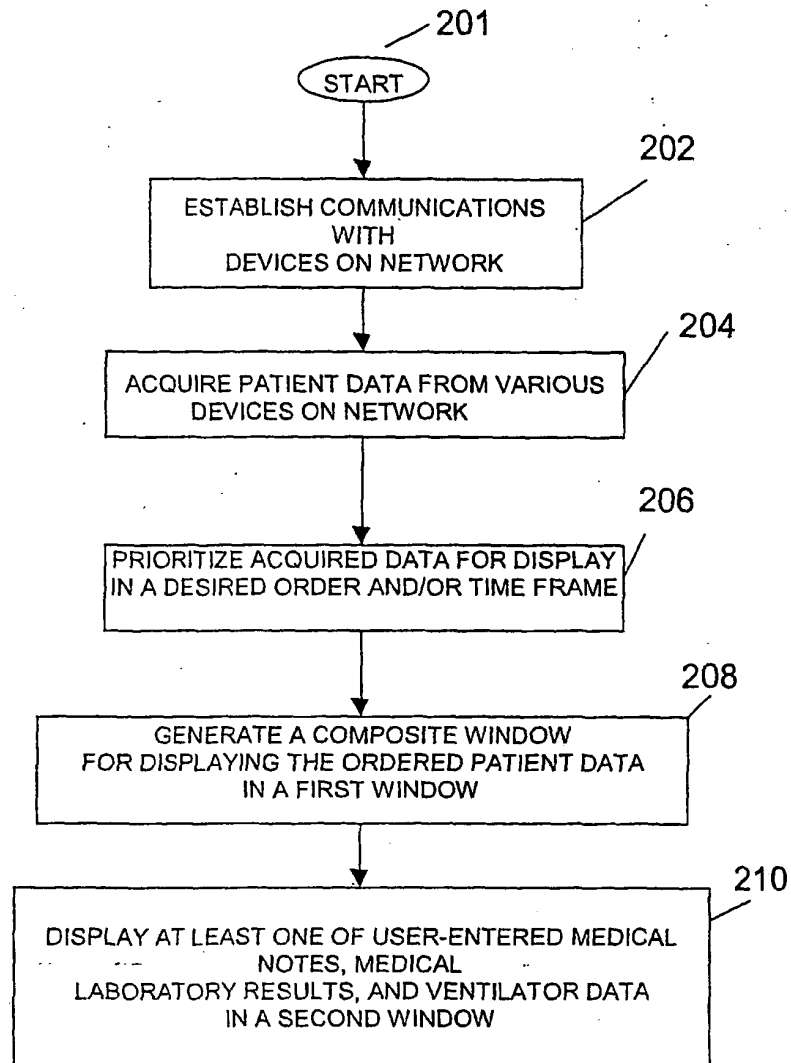 201
START
202
ESTABLISH COMMUNICATIONS
WITH
DEVICES ON NETWORK
204
ACQUIRE PATIENT DATA FROM VARIOUS
DEVICES ON NETWORK
206
PRIORITIZE ACQUIRED DATA FOR DISPLAY
IN A DESIRED ORDER AND/OR TIME FRAME
208
GENERATE A COMPOSITE WINDOW
FOR DISPLAYING THE ORDERED PATIENT DATA
IN A FIRST WINDOW
210
DISPLAY AT LEAST ONE OF USER-ENTERED MEDICAL
NOTES, MEDICAL
LABORATORY RESULTS, AND VENTILATOR DATA
IN A SECOND WINDOW